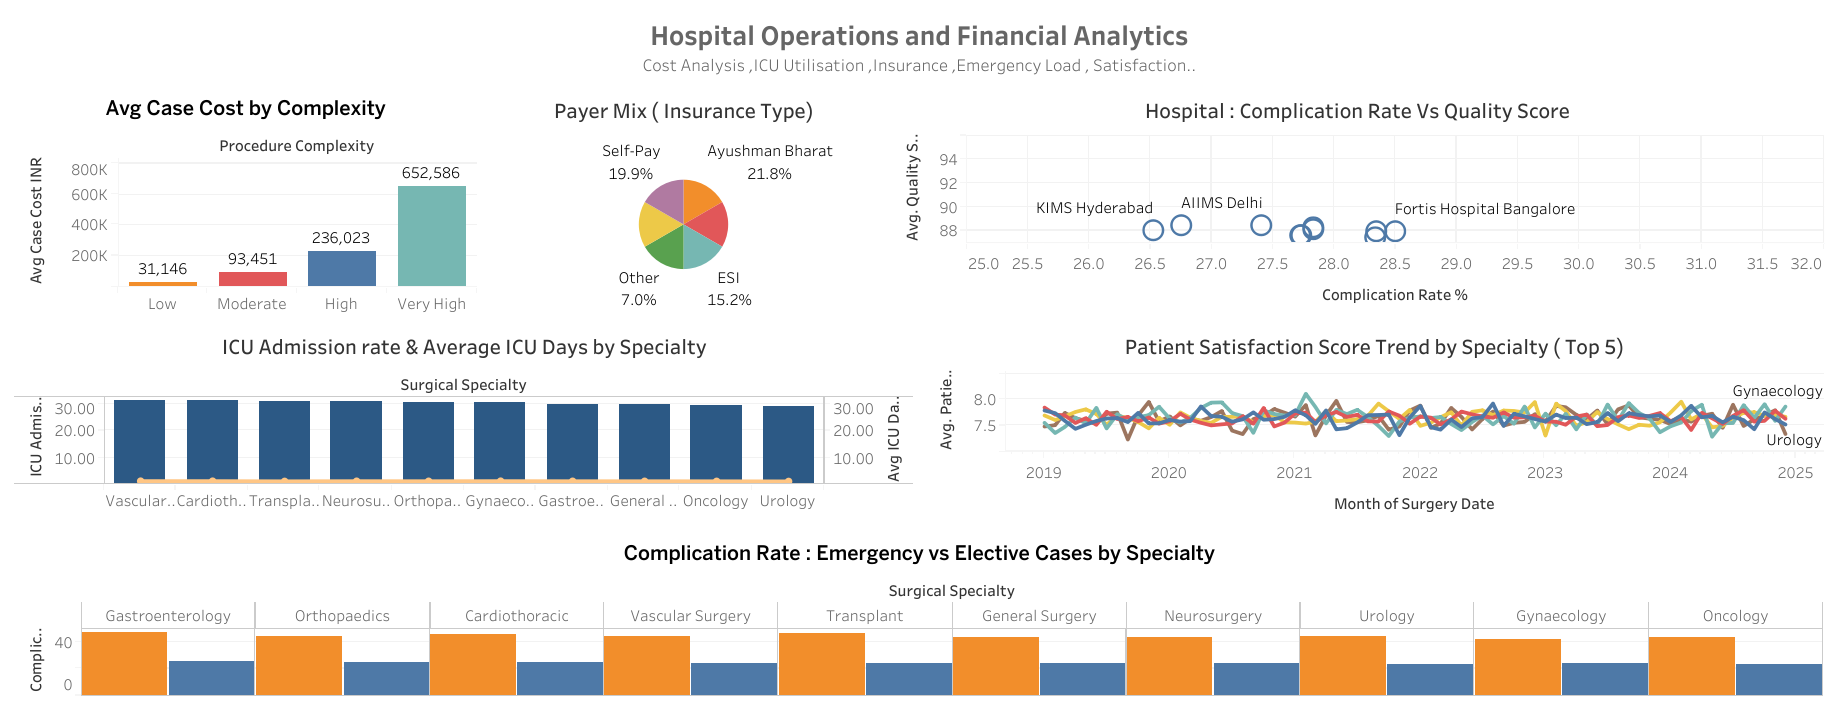 Hospital Operations and Financial Analytics
Cost Analysis ,ICU Utilisation ,Insurance ,Emergency Load , Satisfaction..
Avg Case Cost by Complexity
Procedure Complexity
Avg Case Cost INR
800K
600K
400K
200K
31,146
93,451
236,023
652,586
Low Moderate High Very High
Payer Mix ( Insurance Type)
Self-Pay
19.9%
Ayushman Bharat
21.8%
Other
7.0%
ESI
15.2%
Hospital : Complication Rate Vs Quality Score
Avg. Quality S..
94
92
90
88
KIMS Hyderabad
AIIMS Delhi
Fortis Hospital Bangalore
25.0 25.5 26.0 26.5 27.0 27.5 28.0 28.5 29.0 29.5 30.0 30.5 31.0 31.5 32.0
Complication Rate %
ICU Admission rate & Average ICU Days by Specialty
Surgical Specialty
ICU Admis..
30.00
20.00
10.00
30.00
20.00
10.00
Avg ICU Da..
Vascular.. Cardioth.. Transpla.. Neurosu.. Orthopa.. Gynaeco.. Gastroe.. General .. Oncology Urology
Patient Satisfaction Score Trend by Specialty ( Top 5)
Avg. Patie..
8.0
7.5
Gynaecology
Urology
2019 2020 2021 2022 2023 2024 2025
Month of Surgery Date
Complication Rate : Emergency vs Elective Cases by Specialty
Surgical Specialty
Gastroenterology Orthopaedics Cardiothoracic Vascular Surgery Transplant General Surgery Neurosurgery Urology Gynaecology Oncology
Complic..
40
0